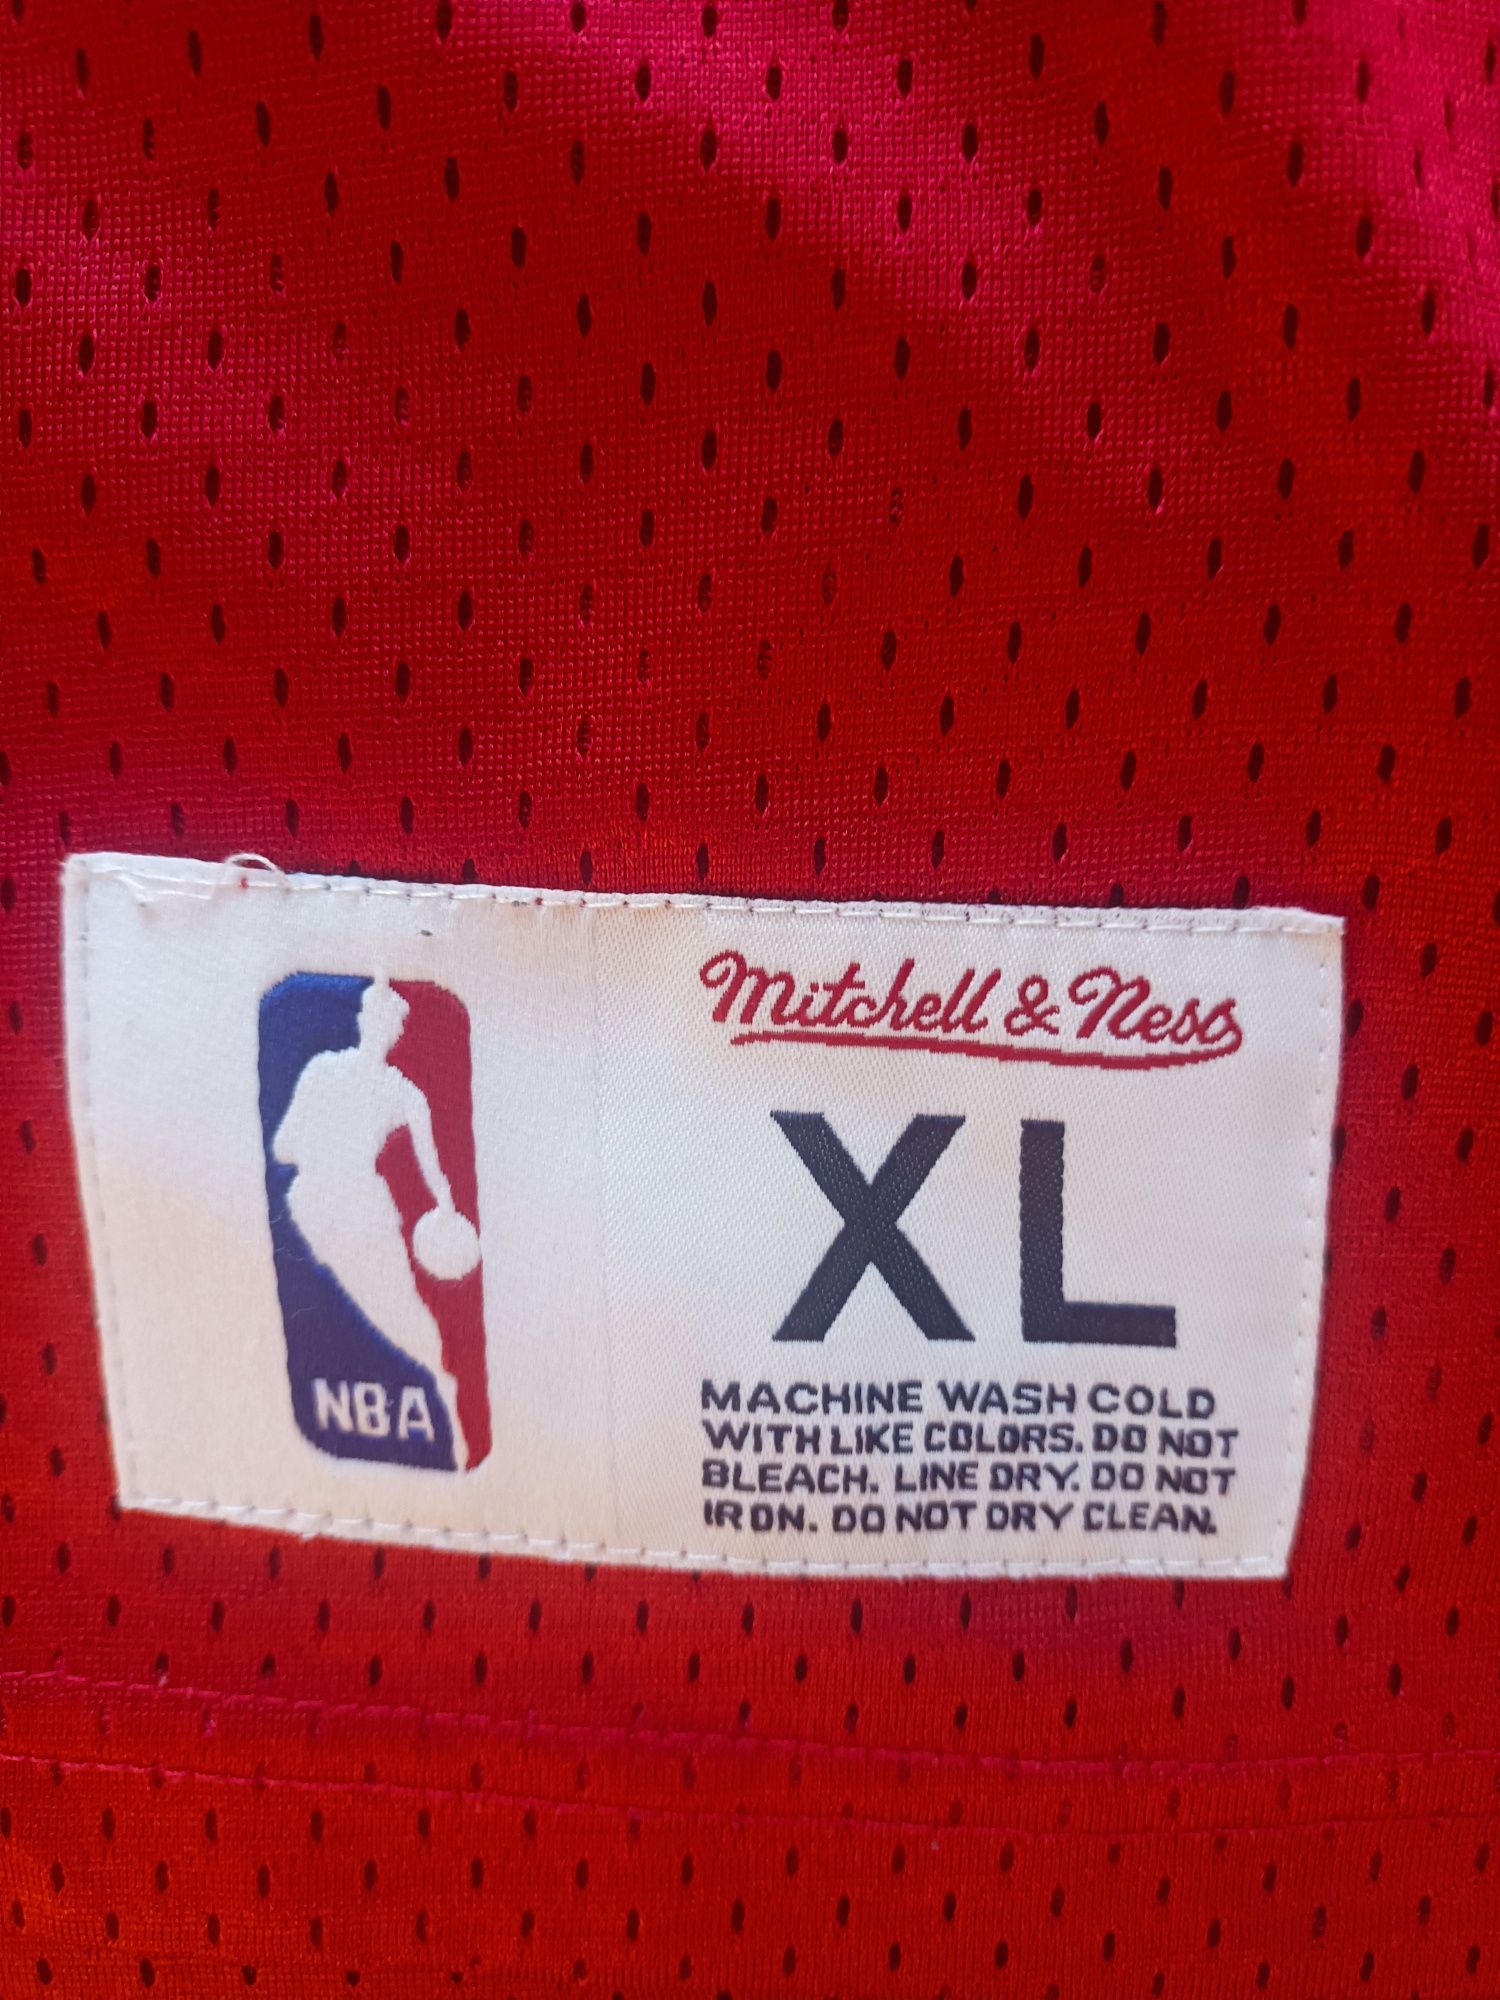 NBA
Mitchell & Ness
XL
MACHINE WASH COLD
WITH LIKE COLORS. DO NOT
BLEACH. LINE DRY. DO NOT
IRON. DO NOT DRY CLEAN.